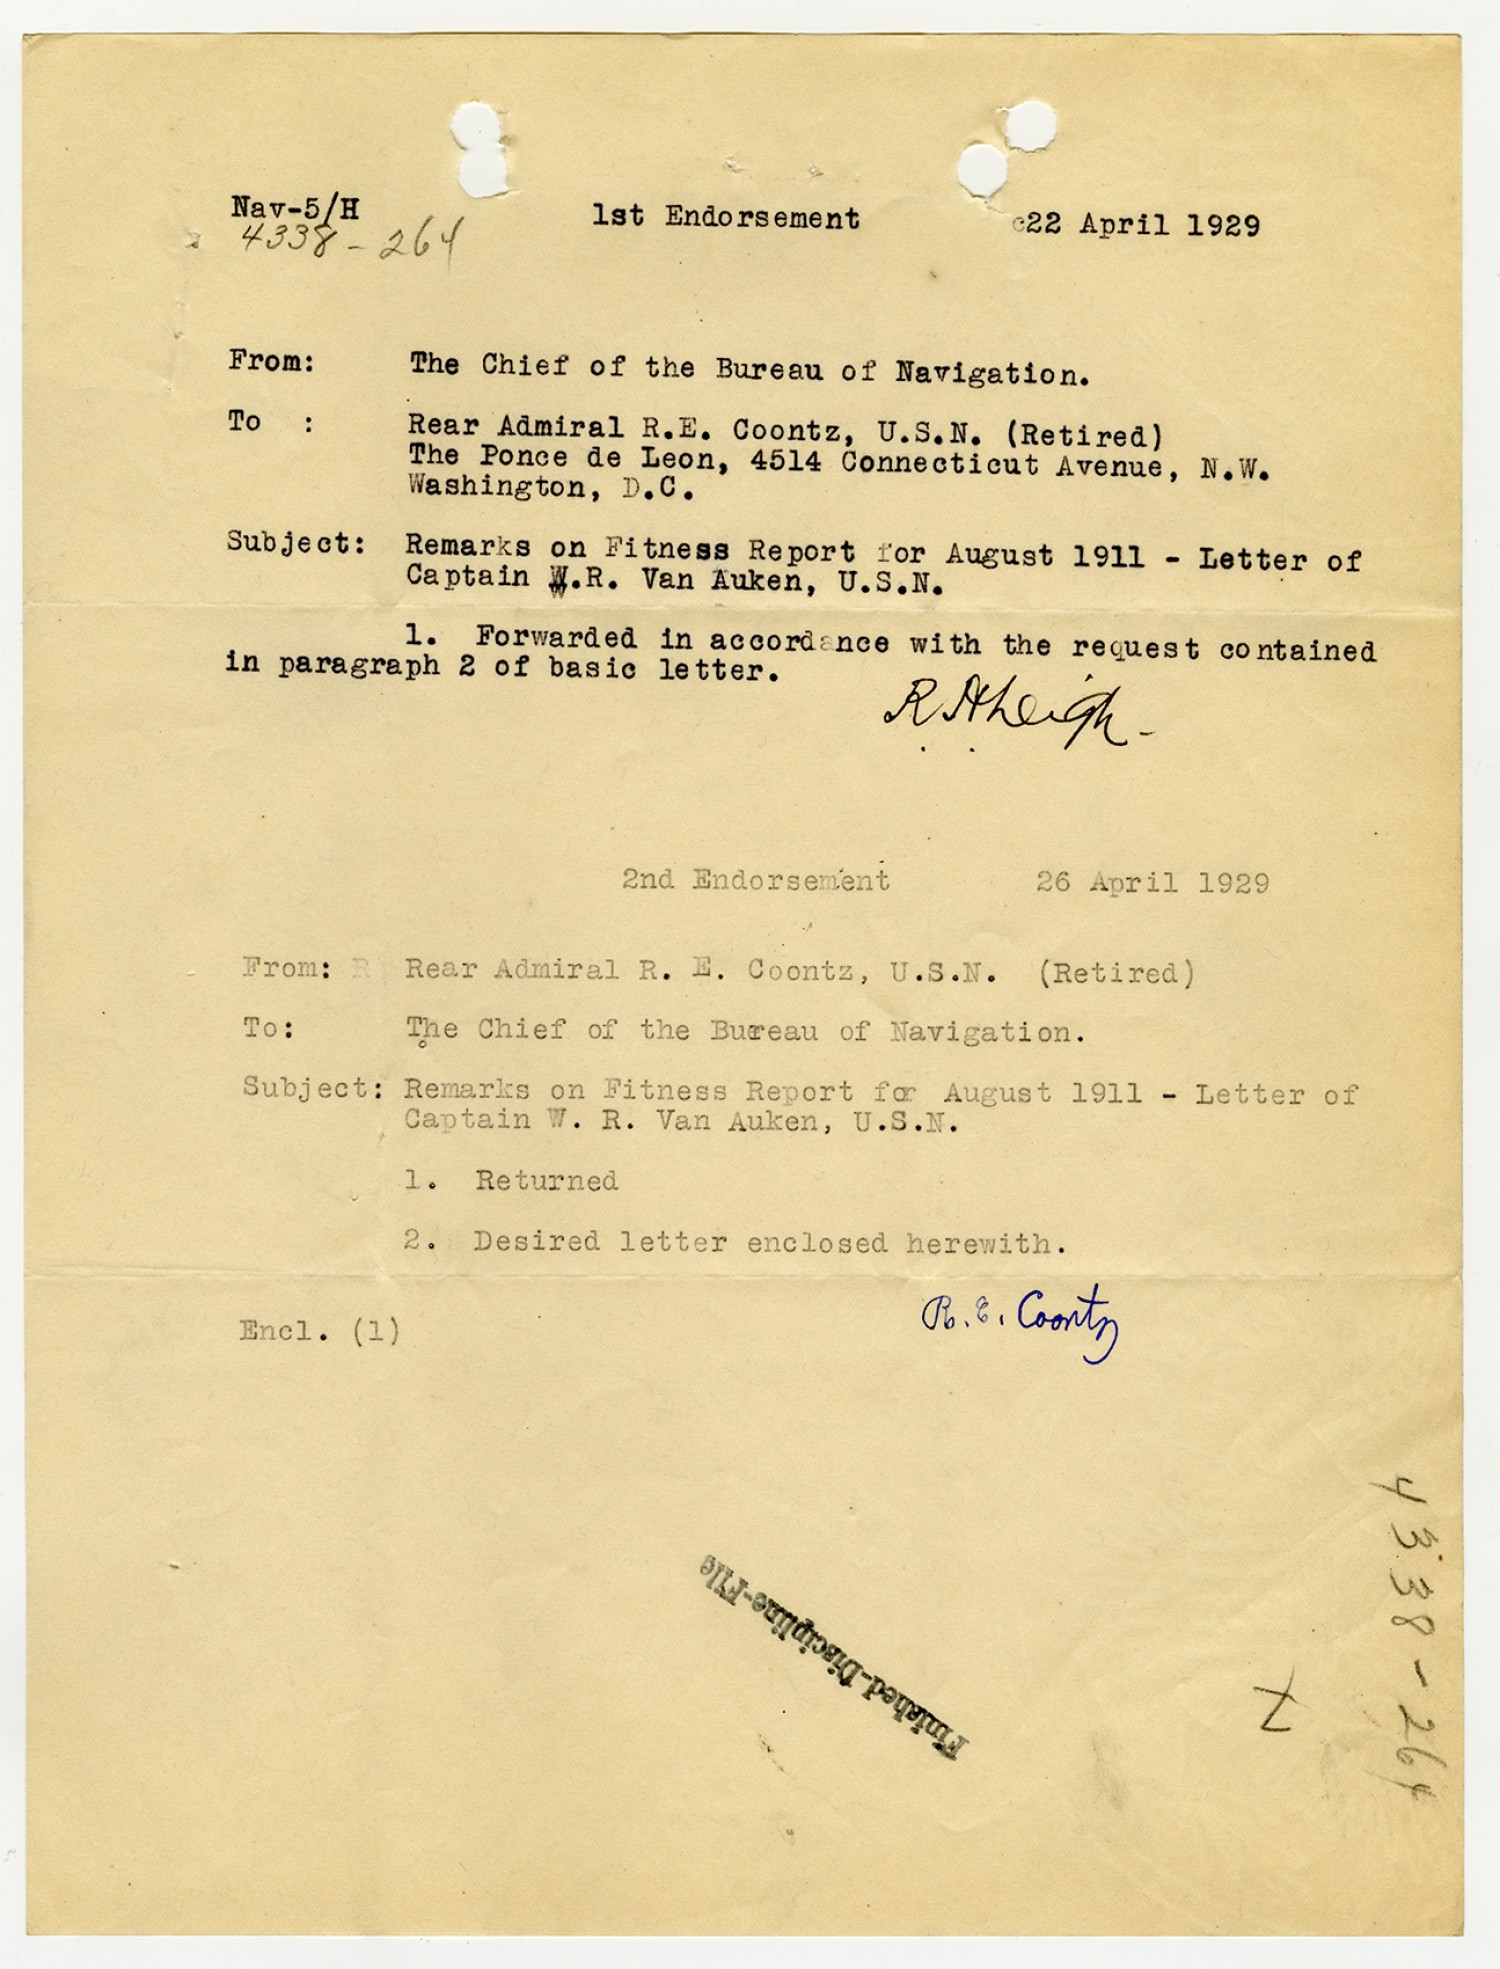 Nav-5/H
4338-264
1st Endorsement
22 April 1929
From: The Chief of the Bureau of Navigation.
To : Rear Admiral R.E. Coontz, U.S.N. (Retired)
The Ponce de Leon, 4514 Connecticut Avenue, N.W.
Washington, D.C.
Subject: Remarks on Fitness Report for August 1911 - Letter of
Captain W.R. Van Auken, U.S.N.
1. Forwarded in accordance with the request contained
in paragraph 2 of basic letter.
R H Leigh
2nd Endorsement 26 April 1929
From: R Rear Admiral R. E. Coontz, U.S.N. (Retired)
To: The Chief of the Bureau of Navigation.
Subject: Remarks on Fitness Report for August 1911 - Letter of
Captain W. R. Van Auken, U.S.N.
1. Returned
2. Desired letter enclosed herewith.
R. E. Coontz
Encl. (1)
Finished-Discipline-File
4338-264